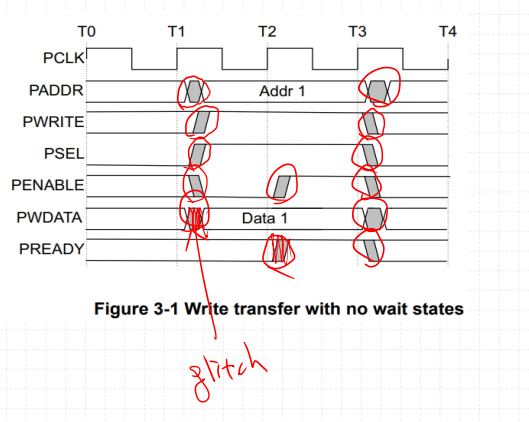 T0 T1 T2 T3 T4
PCLK
PADDR Addr 1
PWRITE
PSEL
PENABLE
PWDATA Data 1
PREADY
Figure 3-1 Write transfer with no wait states
glitch